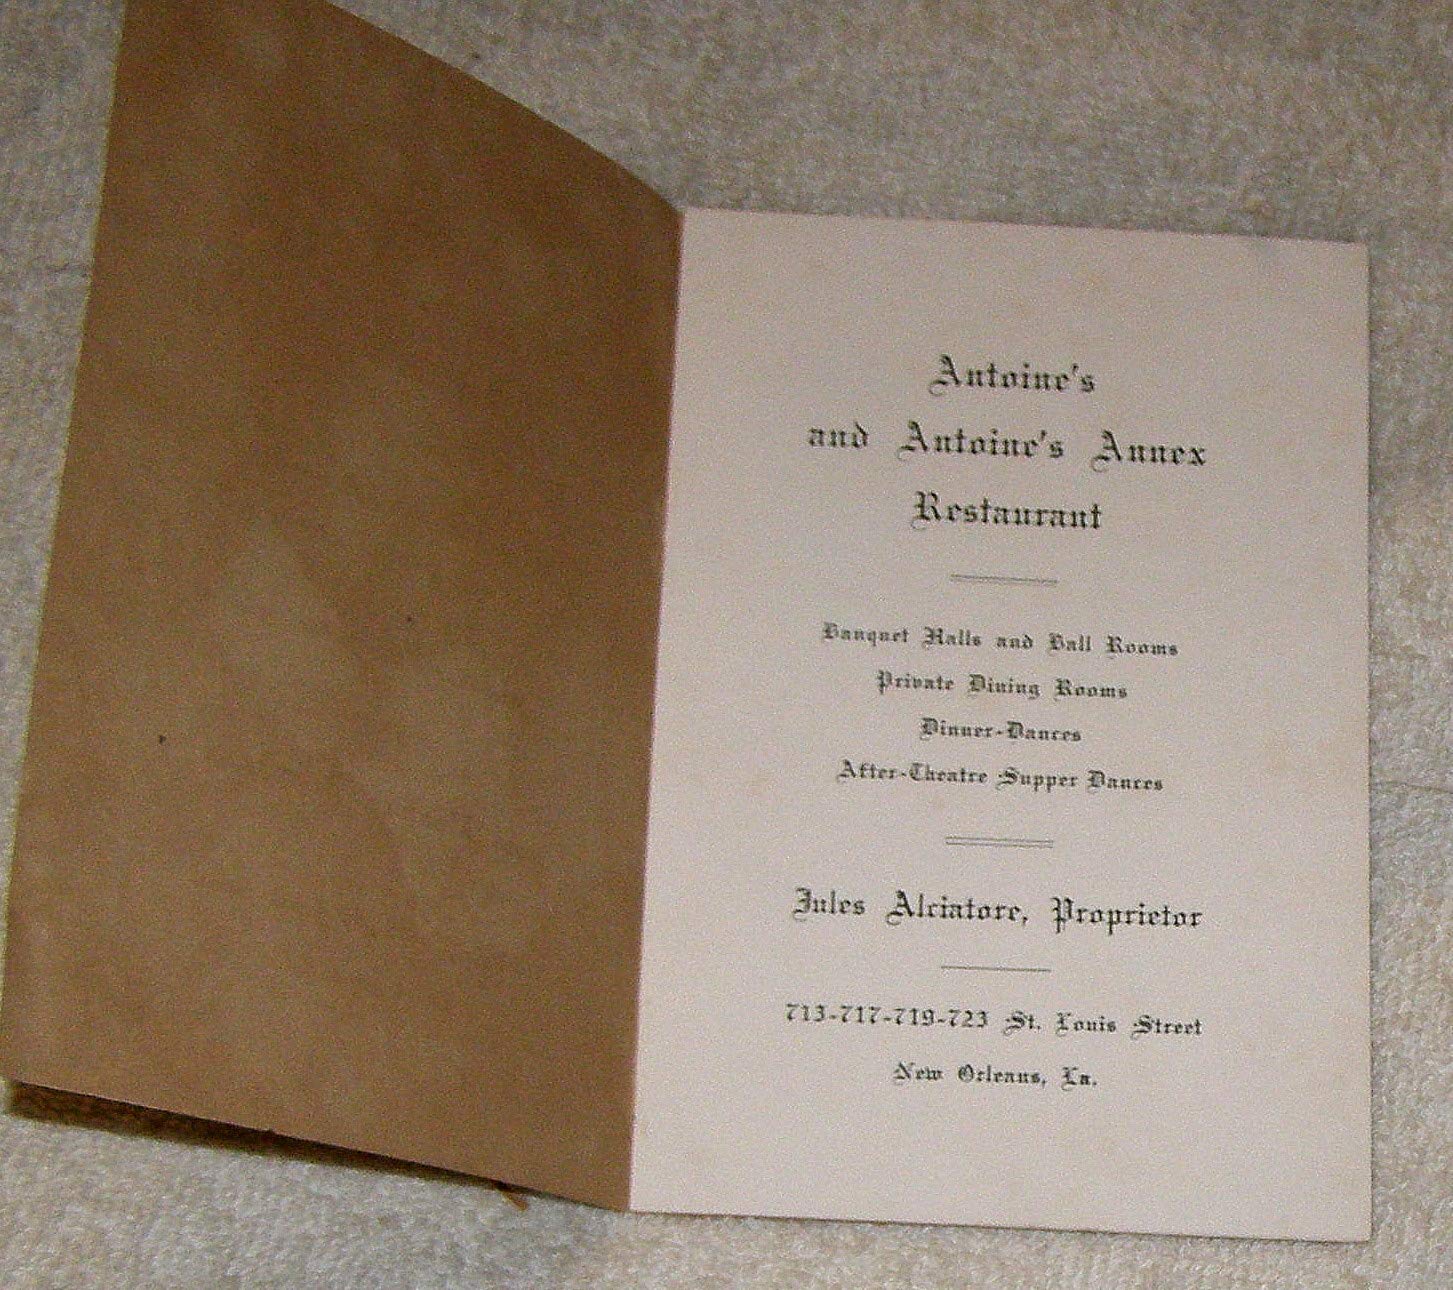 Antoine's
and Antoine's Annex
Restaurant
Banquet Halls and Ball Rooms
Private Dining Rooms
Dinner-Dances
After-Theatre Supper Dances
Jules Alciatore, Proprietor
713-717-719-723 St. Louis Street
New Orleans, La.